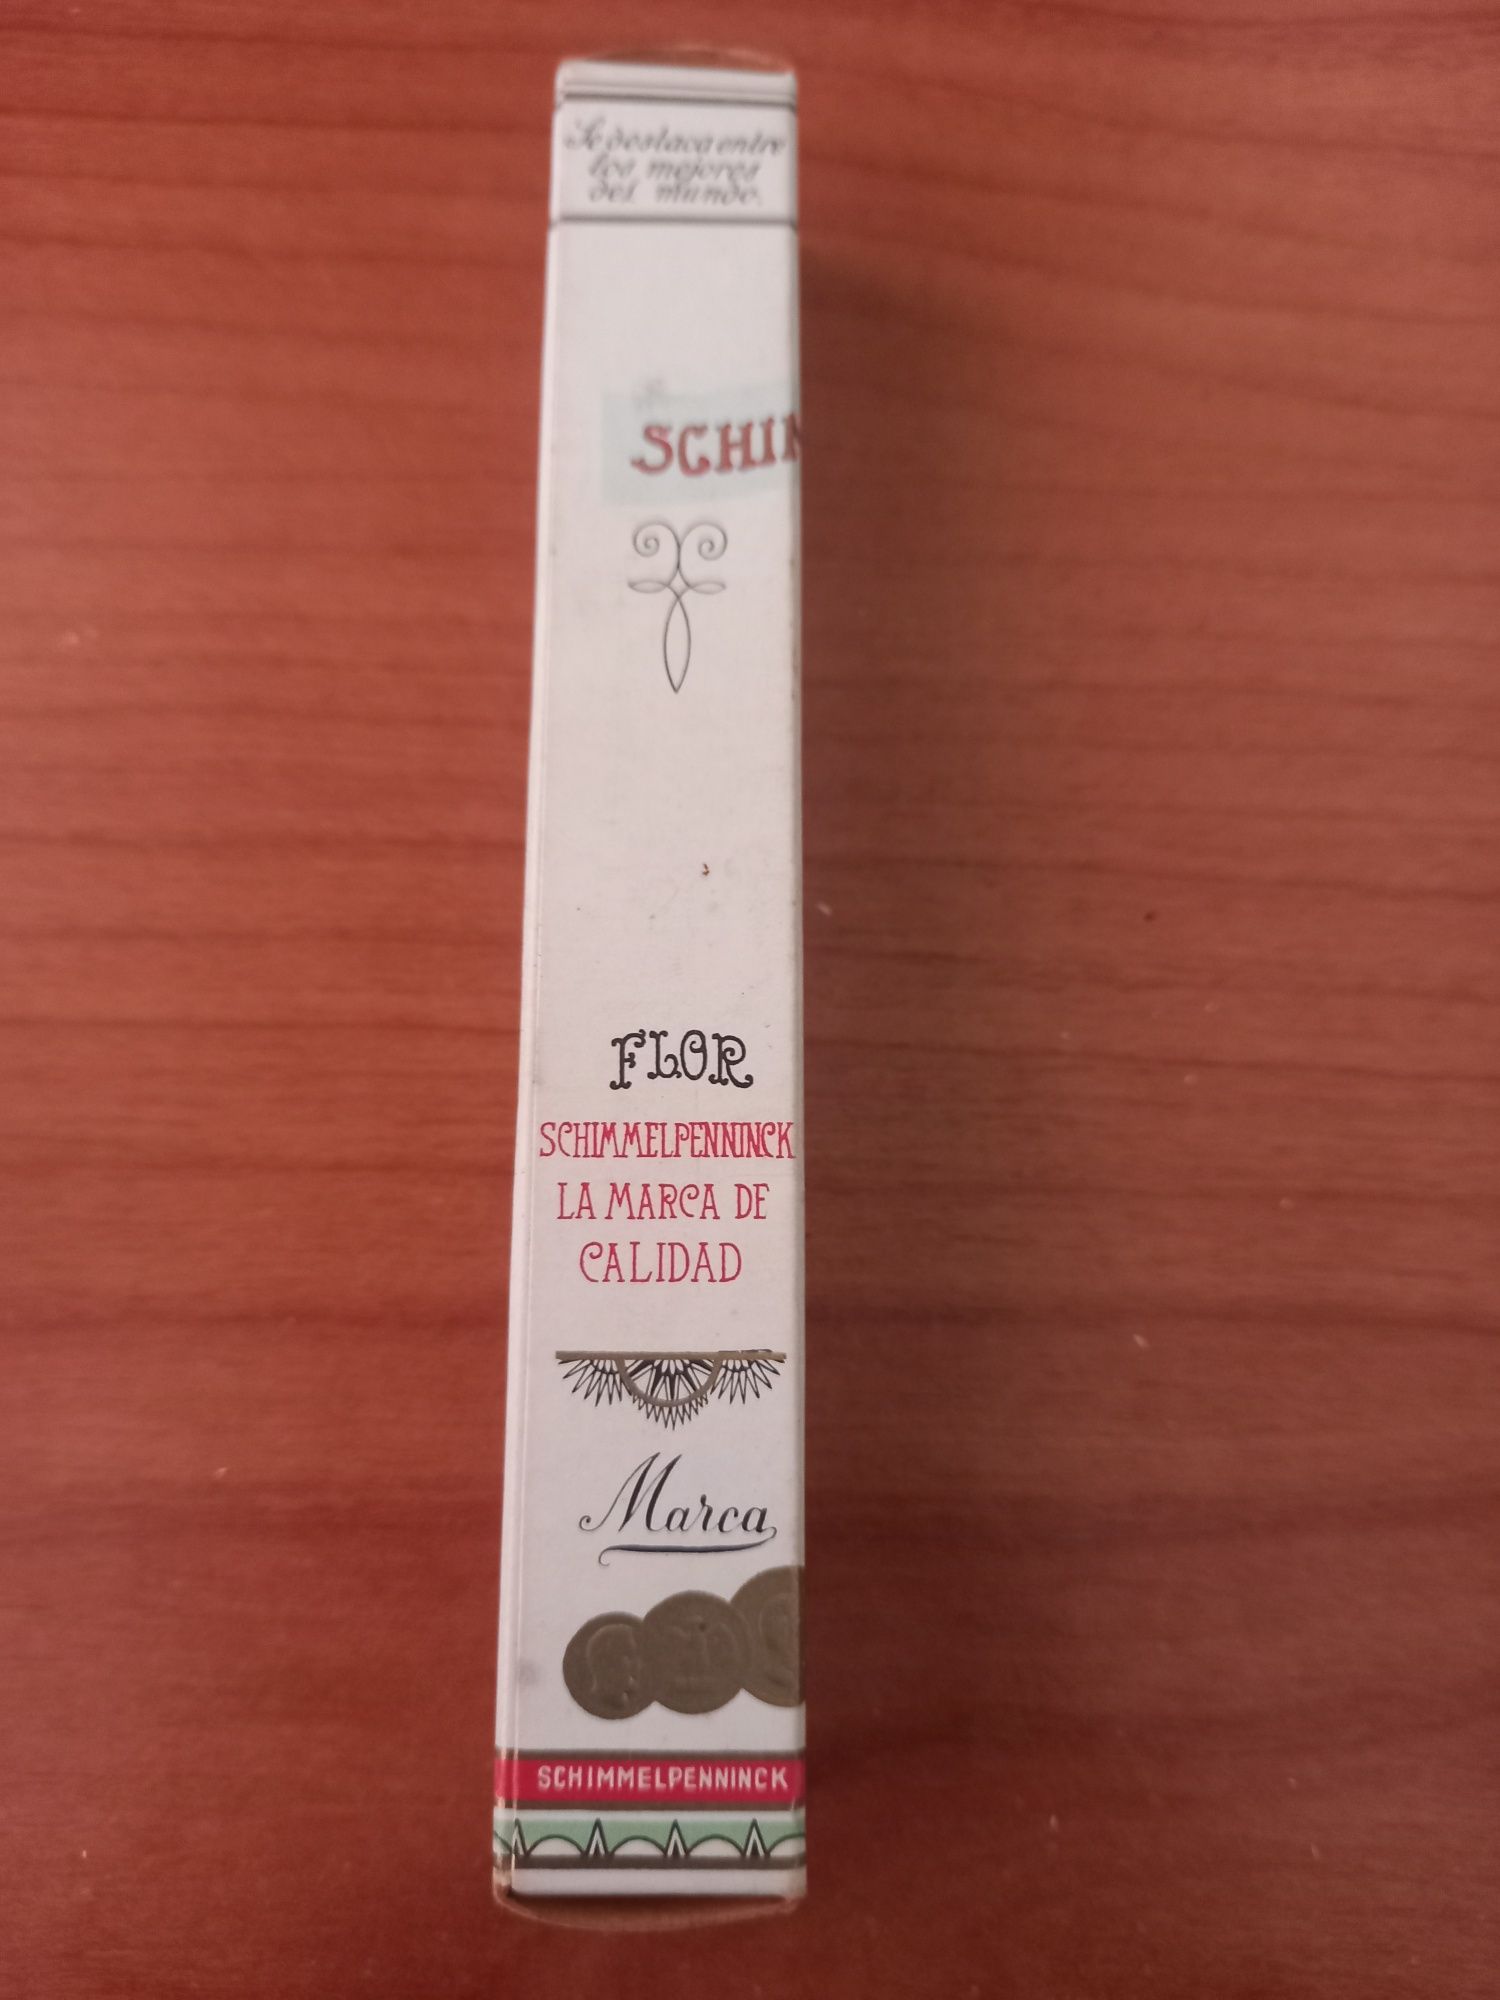 Se destaca entre
los mejores
del mundo.
SCHIM
FLOR
SCHIMMELPENNINCK
LA MARCA DE
CALIDAD
Marca
SCHIMMELPENNINCK